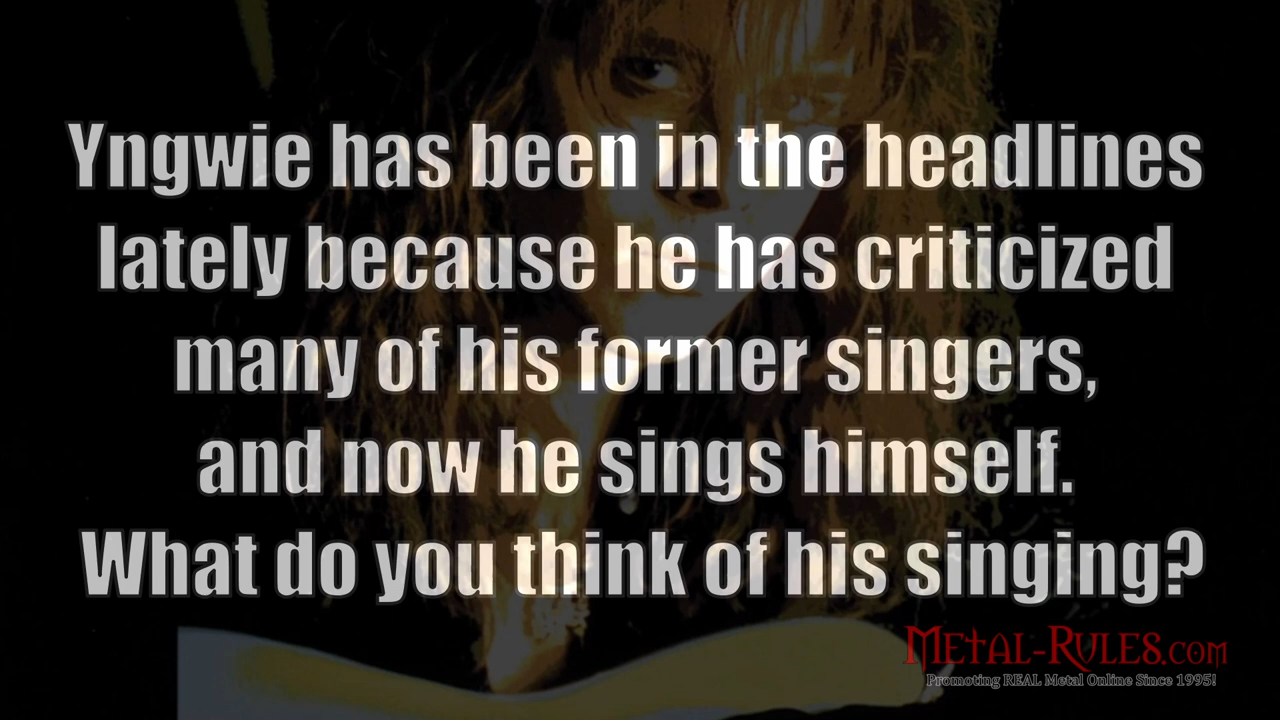 Yngwie has been in the headlines
lately because he has criticized
many of his former singers,
and now he sings himself.
What do you think of his singing?
Metal-Rules.com
Promoting REAL Metal Online Since 1995!